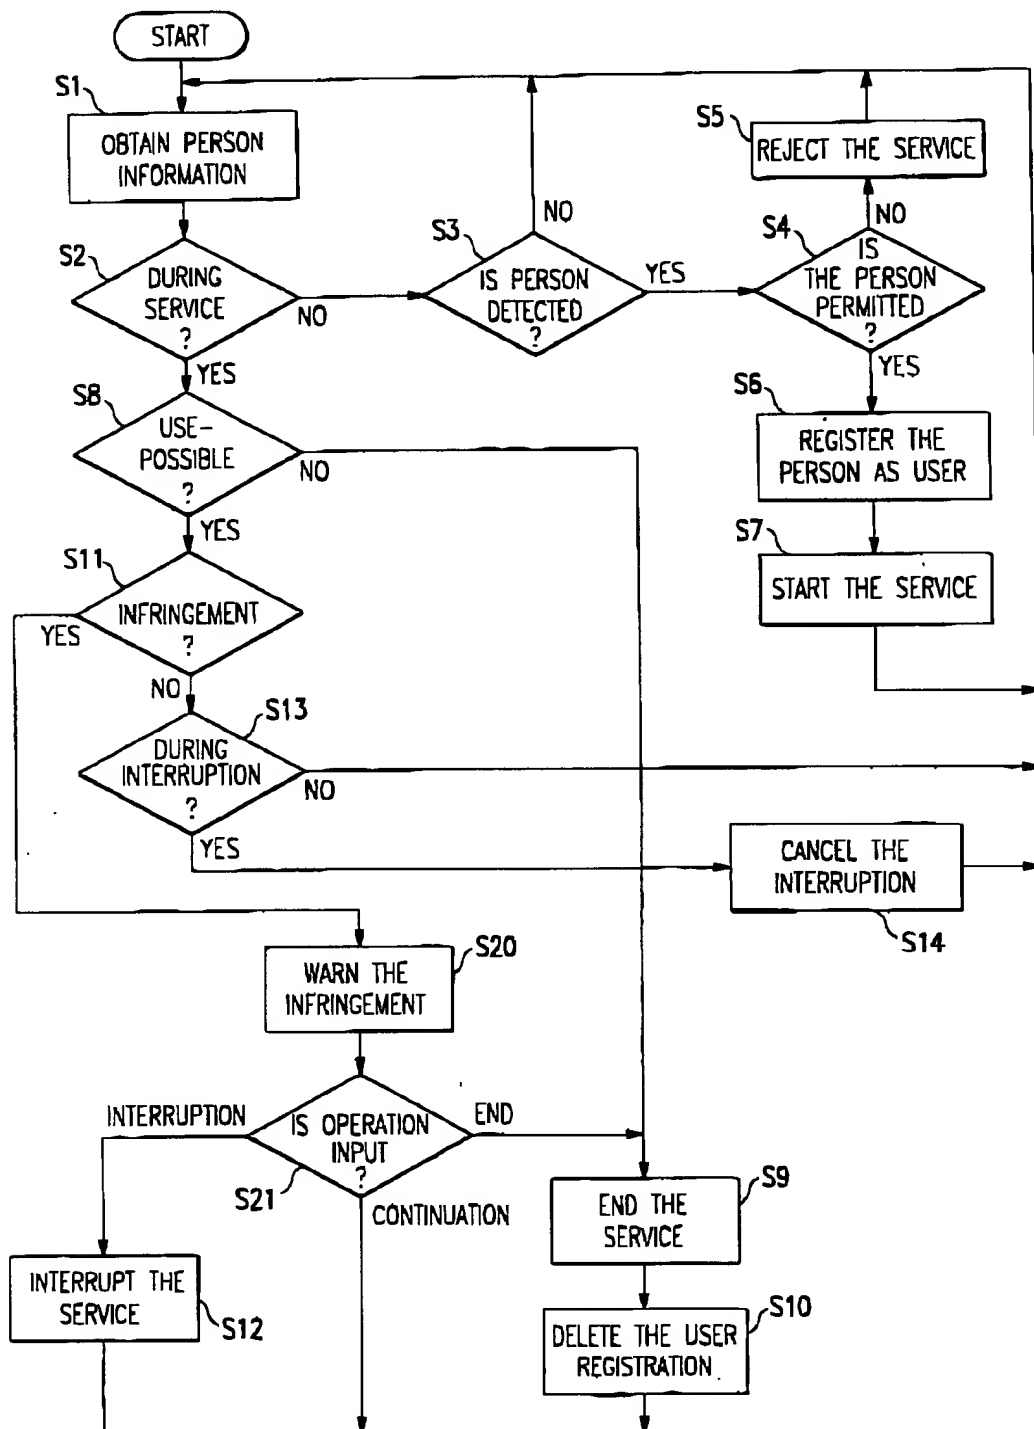 START
S1
OBTAIN PERSON
INFORMATION
S5
REJECT THE SERVICE
NO
S2
DURING
SERVICE
?
NO
YES
S3
NO
IS PERSON
DETECTED
?
YES
S4
IS
THE PERSON
PERMITTED
?
YES
S6
REGISTER THE
PERSON AS USER
S7
START THE SERVICE
S8
USE-
POSSIBLE
?
NO
YES
S11
INFRINGEMENT
?
YES
NO
S13
DURING
INTERRUPTION
?
NO
YES
CANCEL THE
INTERRUPTION
S14
S20
WARN THE
INFRINGEMENT
INTERRUPTION
IS OPERATION
INPUT
?
END
S21
CONTINUATION
S9
END THE
SERVICE
INTERRUPT THE
SERVICE
S12
S10
DELETE THE USER
REGISTRATION